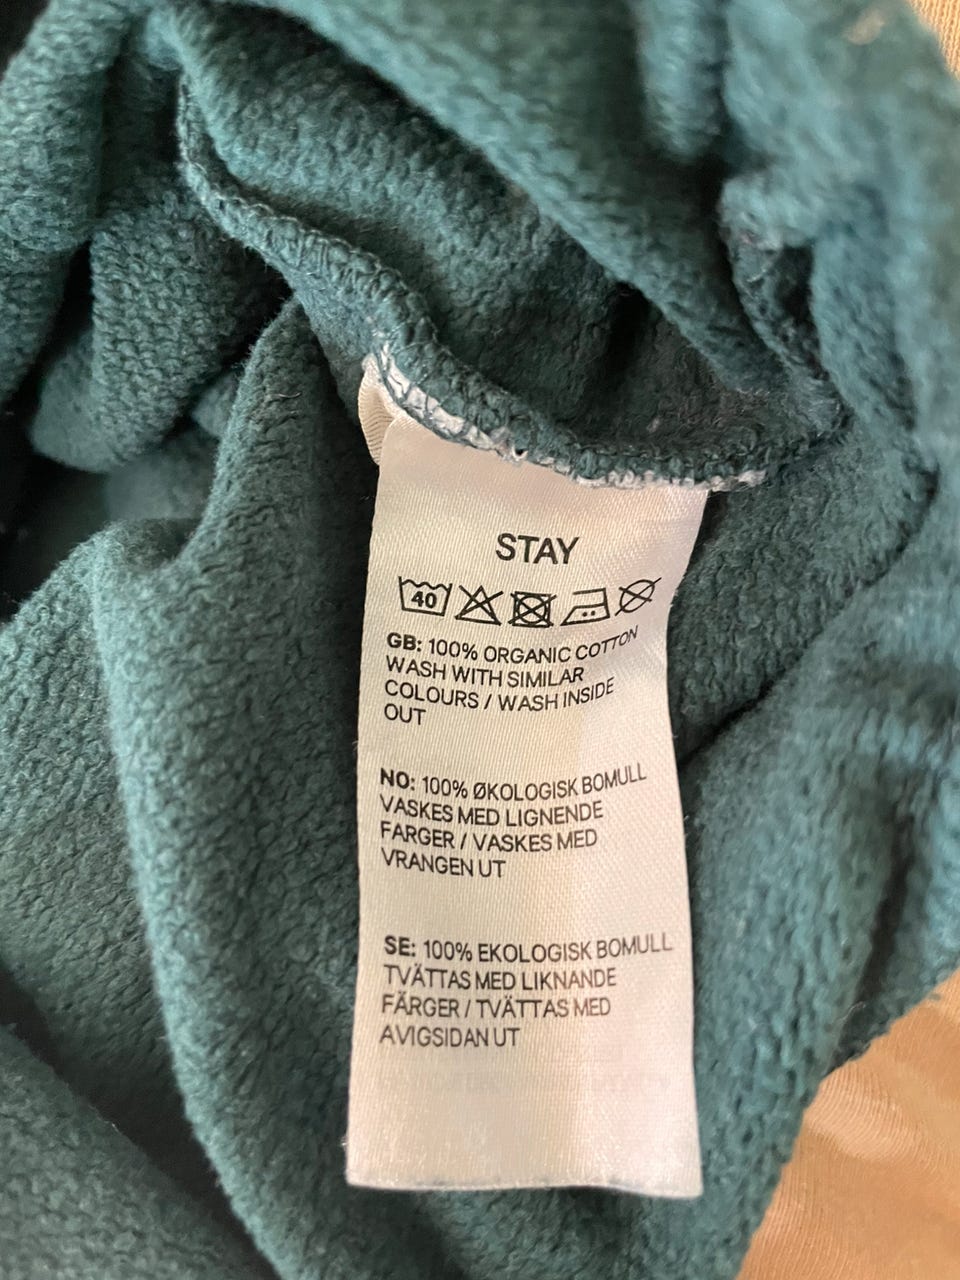 STAY
40
GB: 100% ORGANIC COTTON
WASH WITH SIMILAR
COLOURS / WASH INSIDE
OUT
NO: 100% ØKOLOGISK BOMULL
VASKES MED LIGNENDE
FARGER / VASKES MED
VRANGEN UT
SE: 100% EKOLOGISK BOMULL
TVÄTTAS MED LIKNANDE
FÄRGER / TVÄTTAS MED
AVIGSIDAN UT